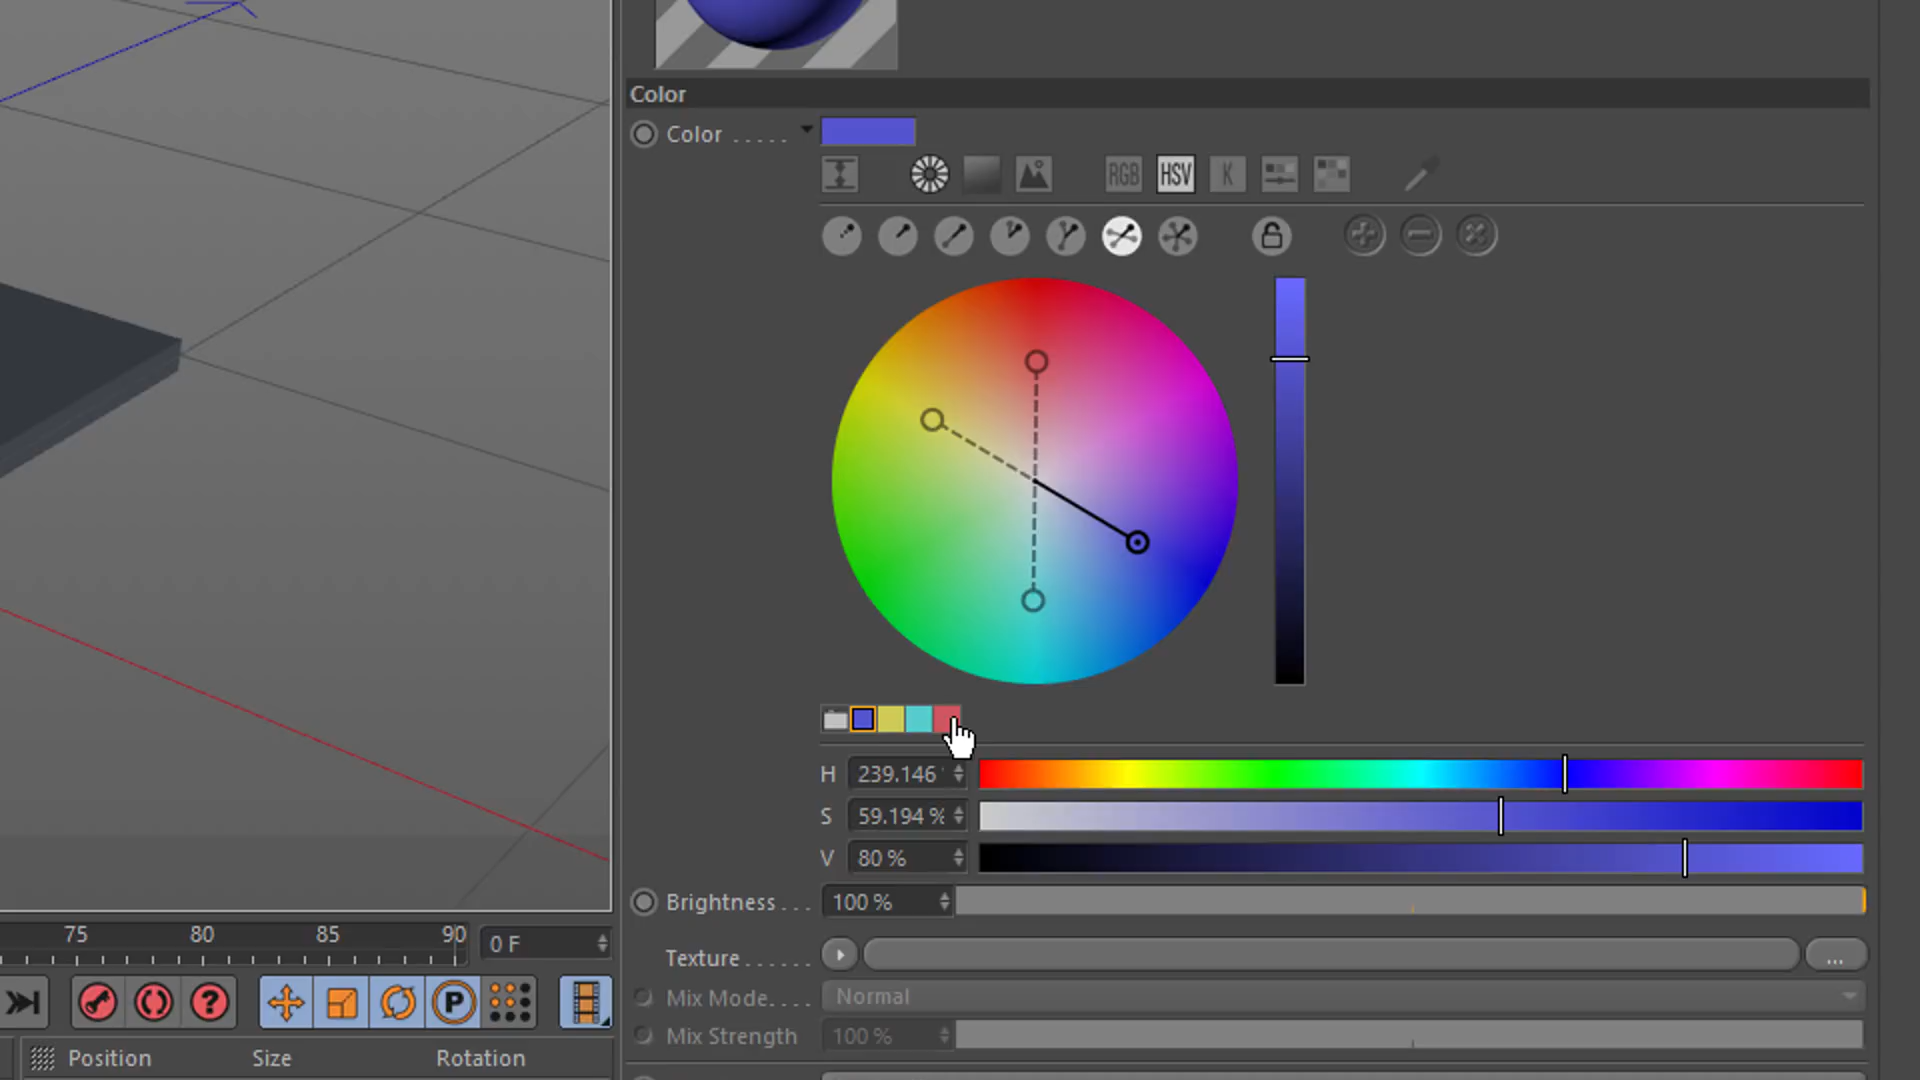 Color
Color . . . . .
RGB HSV K
H 239.146 °
S 59.194 %
V 80 %
Brightness . . . 100 %
Texture . . . . . . ...
Mix Mode. . . . Normal
Mix Strength 100 %
75 80 85 90 0 F
? P
Position Size Rotation